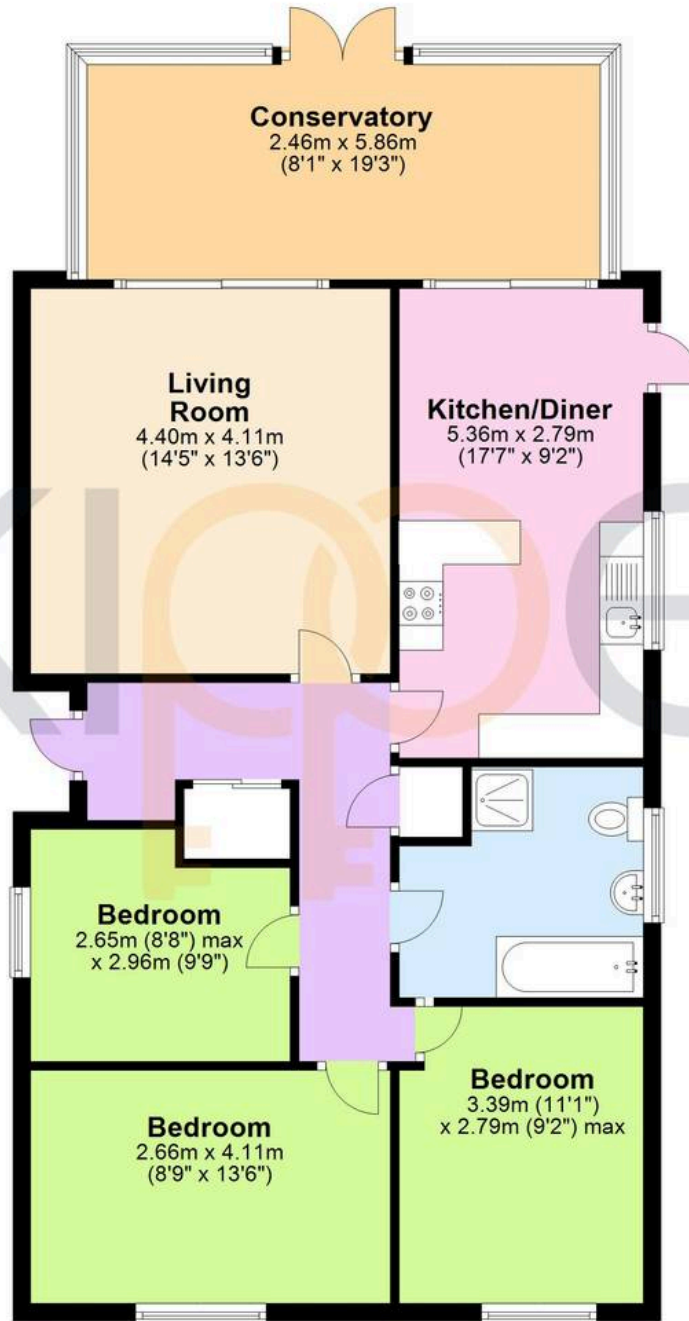 Conservatory
2.46m x 5.86m
(8'1" x 19'3")
Living
Room
4.40m x 4.11m
(14'5" x 13'6")
Kitchen/Diner
5.36m x 2.79m
(17'7" x 9'2")
Bedroom
2.65m (8'8") max
x 2.96m (9'9")
Bedroom
2.66m x 4.11m
(8'9" x 13'6")
Bedroom
3.39m (11'1")
x 2.79m (9'2") max